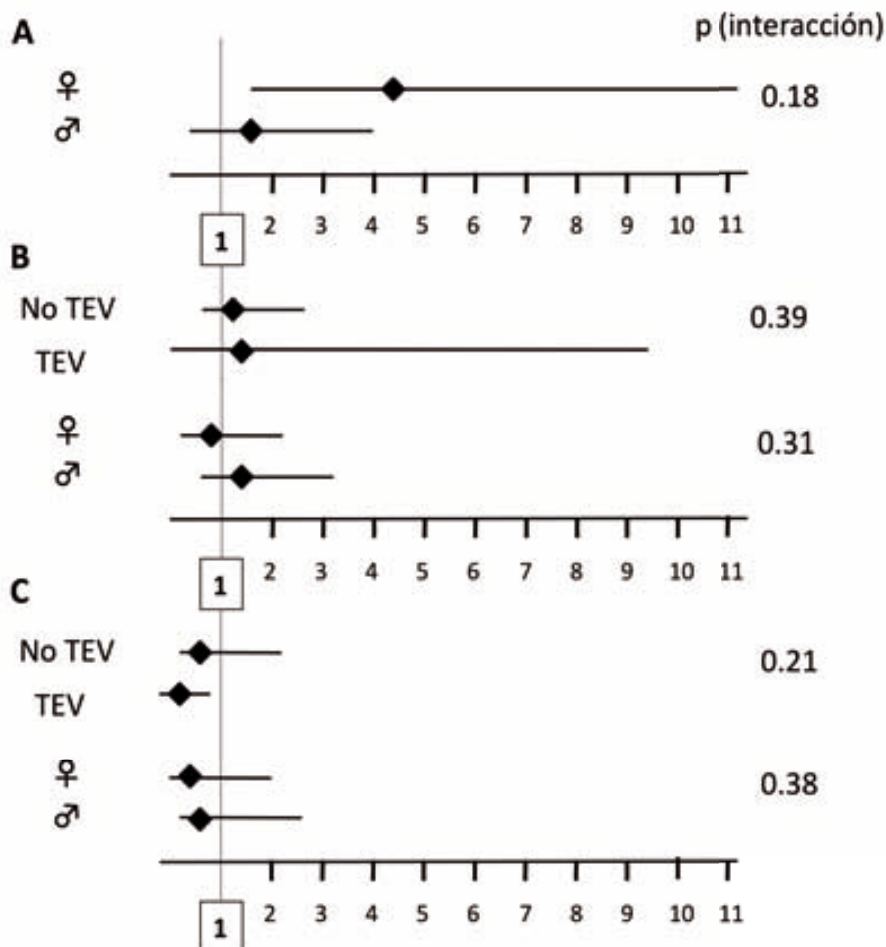 A
p (interacción)
♀ 0.18
♂
1 2 3 4 5 6 7 8 9 10 11
B
No TEV 0.39
TEV
♀ 0.31
♂
1 2 3 4 5 6 7 8 9 10 11
C
No TEV 0.21
TEV
♀ 0.38
♂
1 2 3 4 5 6 7 8 9 10 11